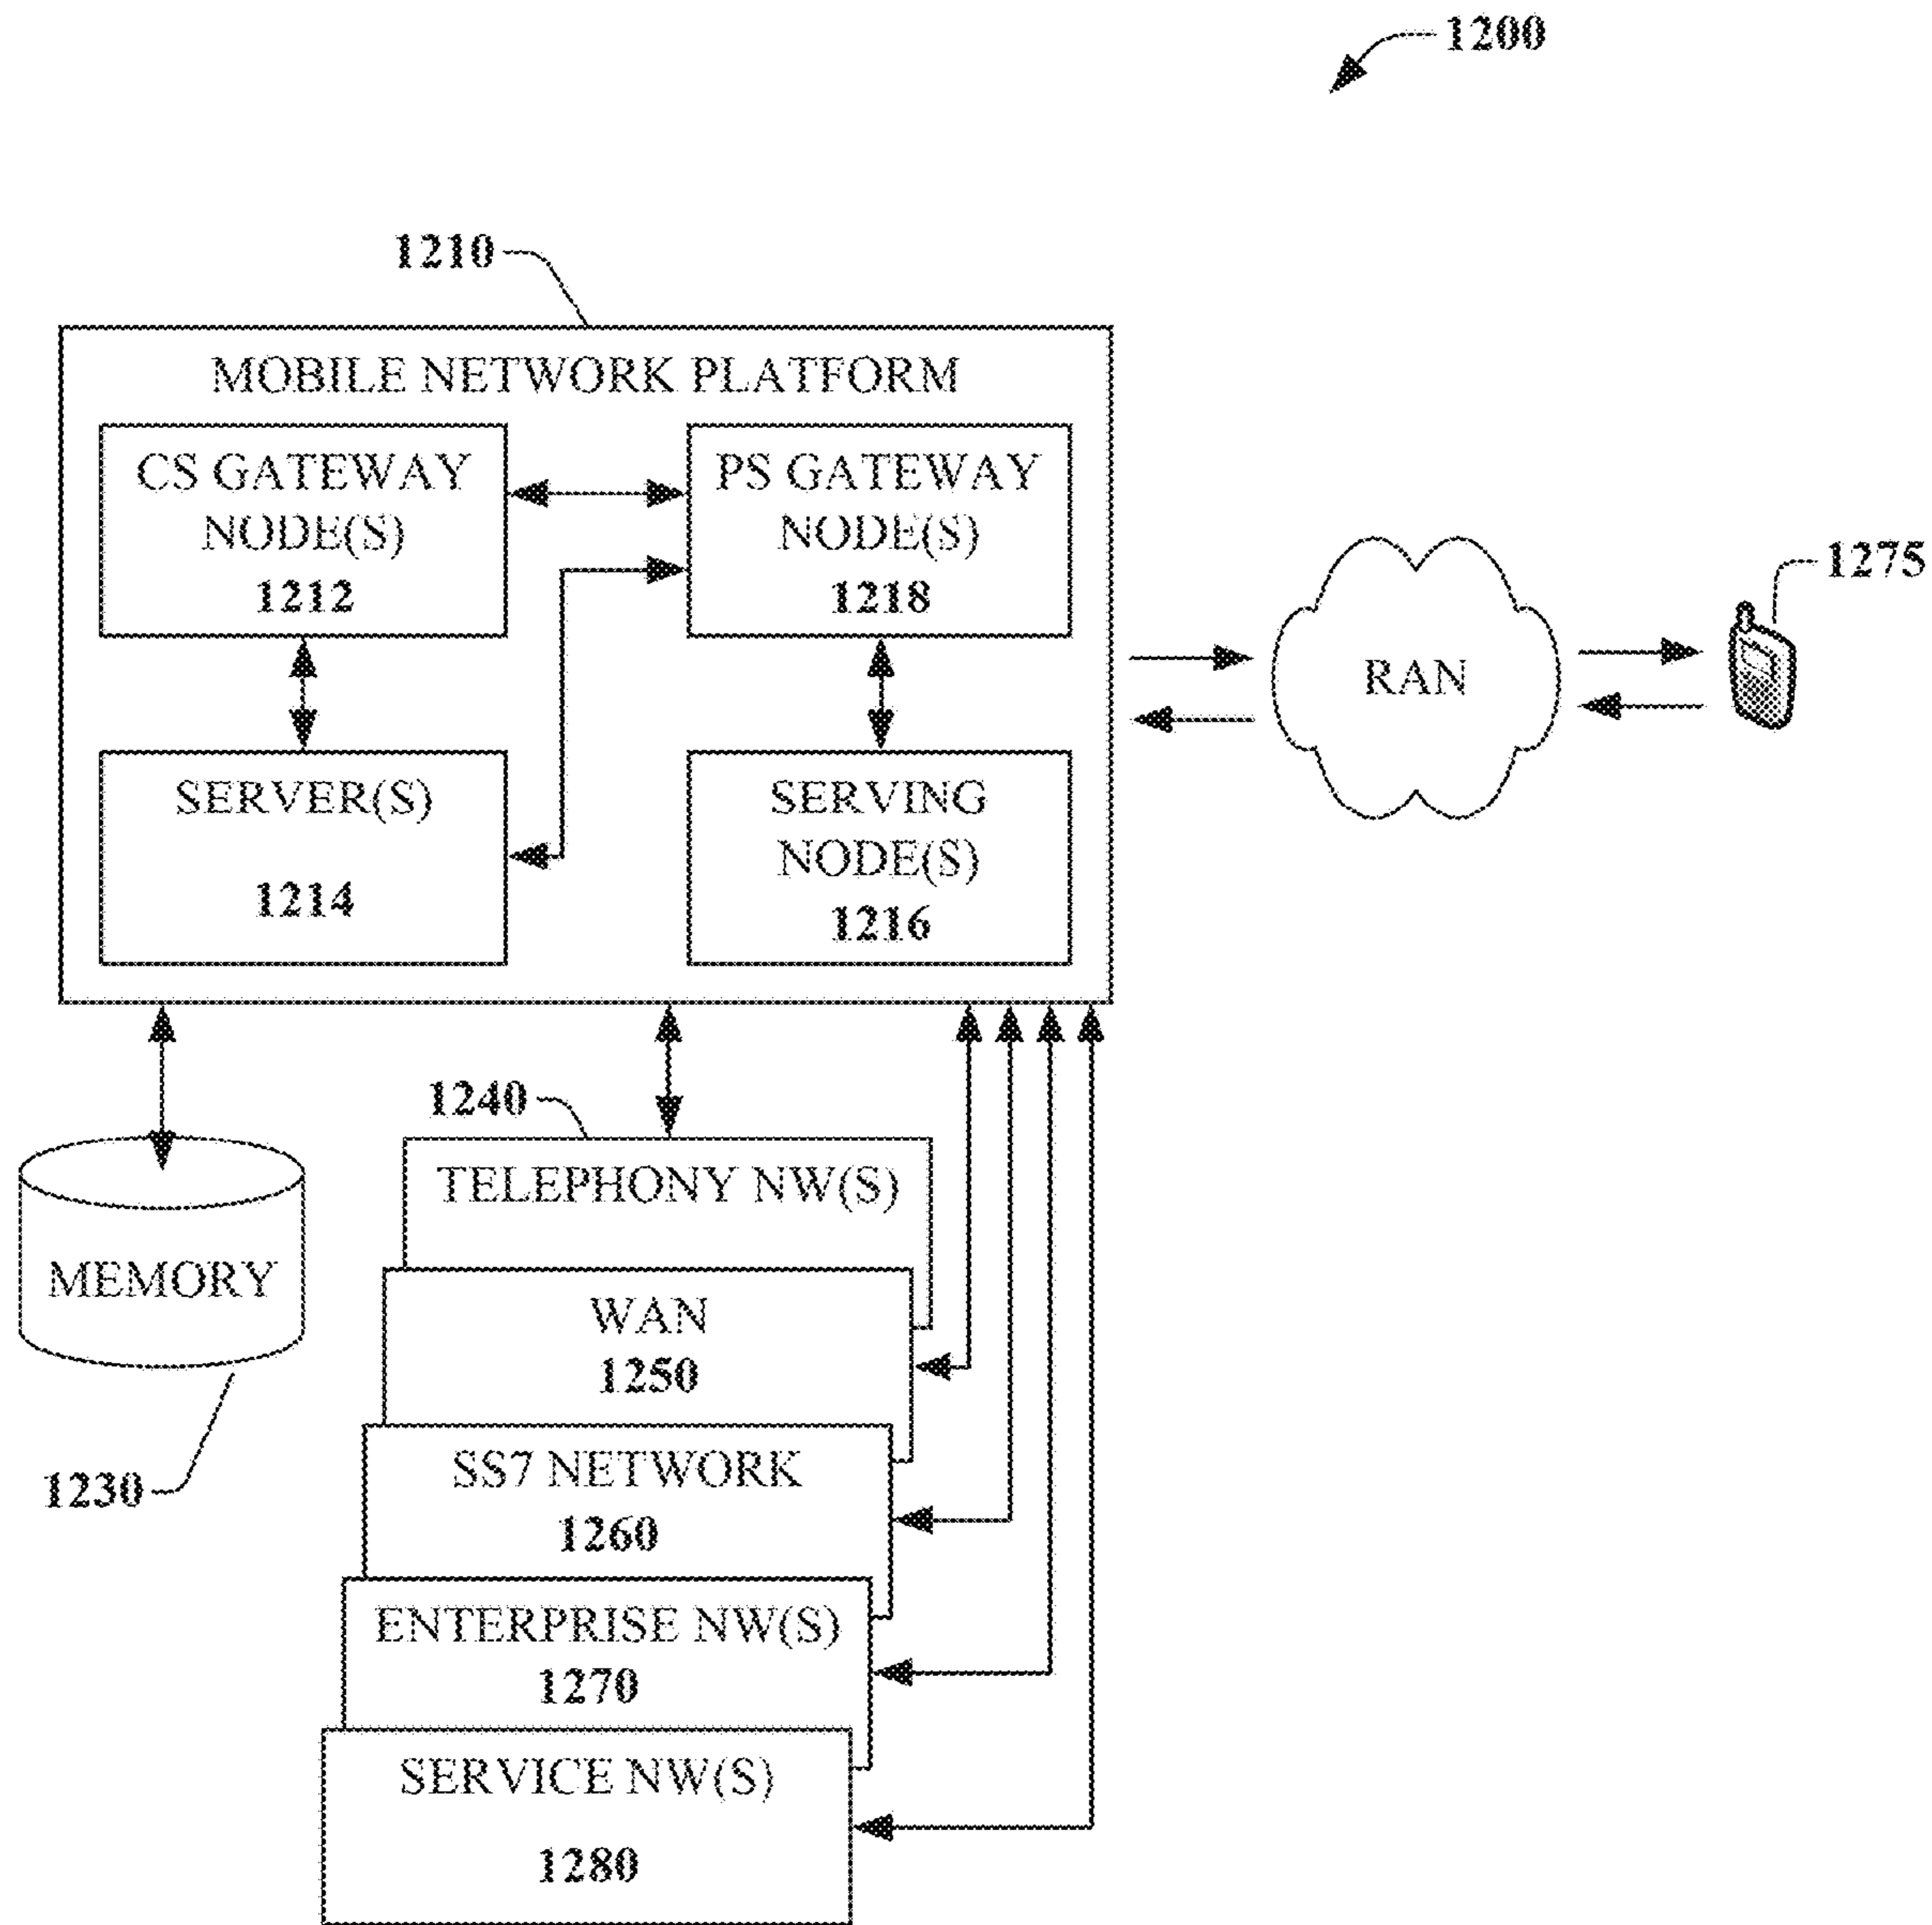 1200
1210
MOBILE NETWORK PLATFORM
CS GATEWAY
NODE(S)
1212
PS GATEWAY
NODE(S)
1218
SERVER(S)
1214
SERVING
NODE(S)
1216
RAN
1275
1240
TELEPHONY NW(S)
MEMORY
1230
WAN
1250
SS7 NETWORK
1260
ENTERPRISE NW(S)
1270
SERVICE NW(S)
1280